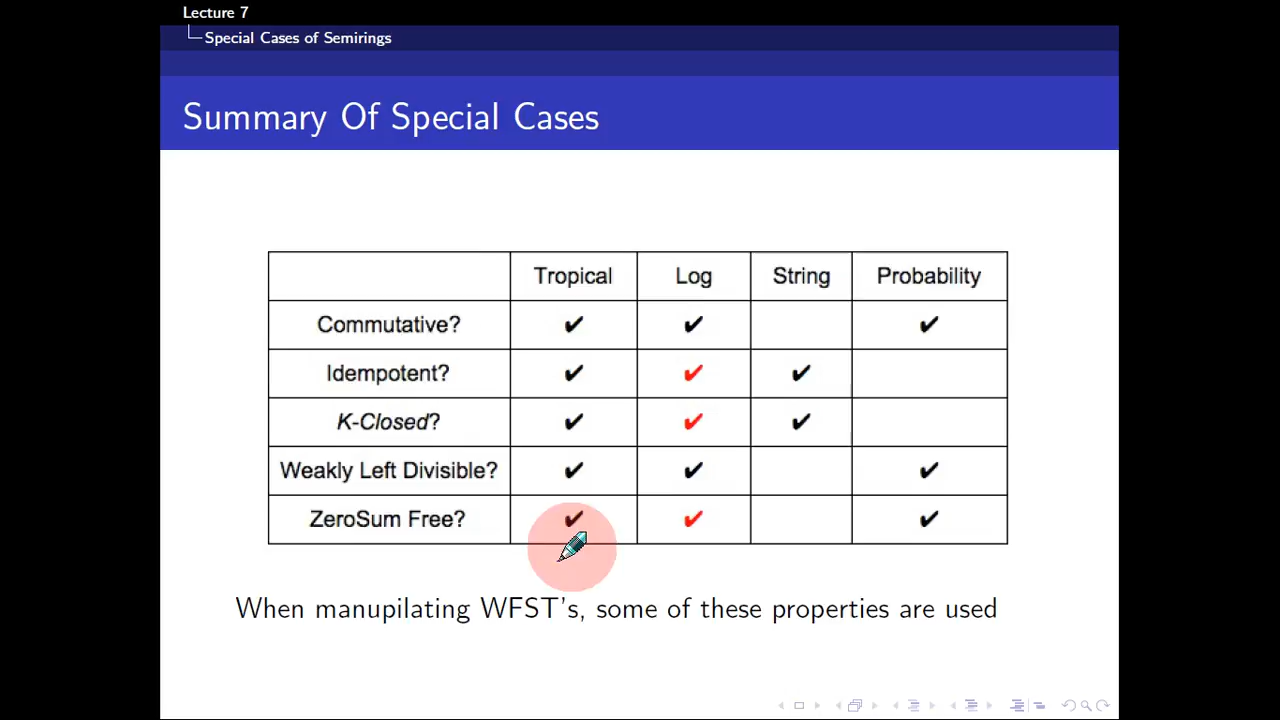 Lecture 7
Special Cases of Semirings
Summary Of Special Cases
Tropical Log String Probability
Commutative? ✔ ✔ ✔
Idempotent? ✔ ✔ ✔
K-Closed? ✔ ✔ ✔
Weakly Left Divisible? ✔ ✔ ✔
ZeroSum Free? ✔ ✔ ✔
When manupilating WFST's, some of these properties are used